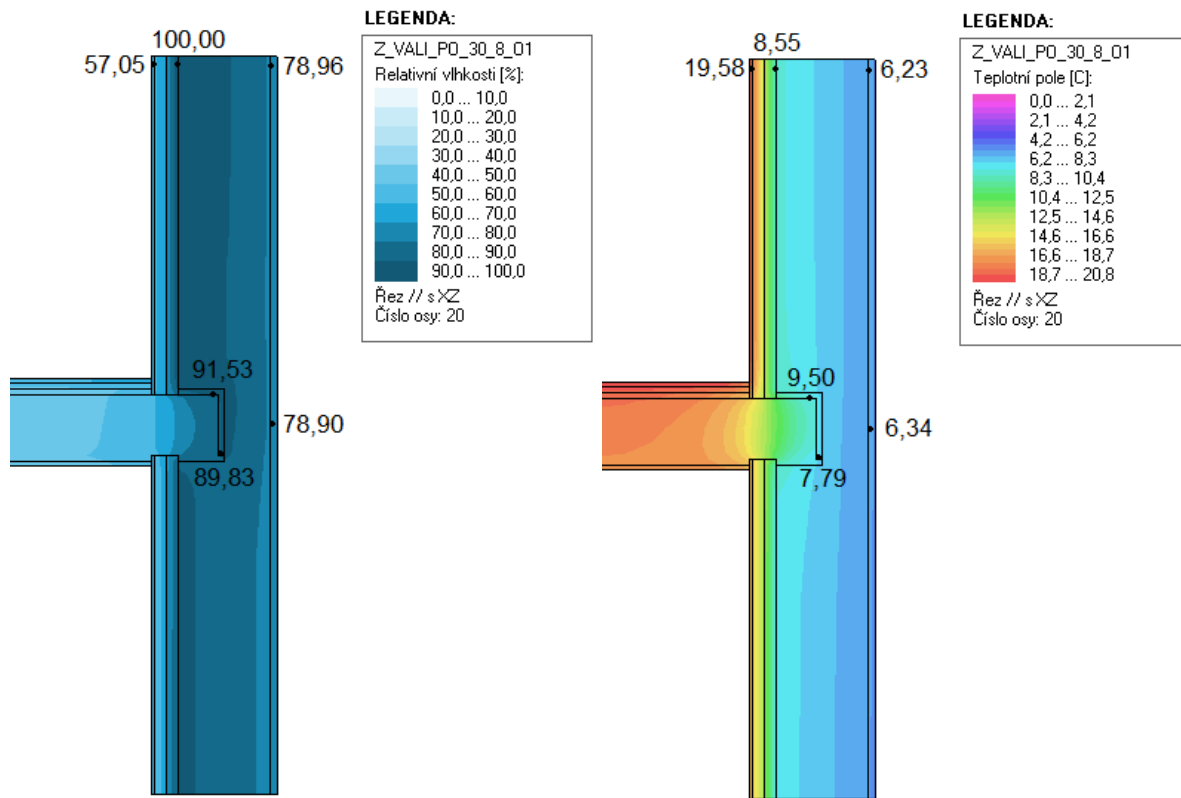 LEGENDA:
Z_VALI_PO_30_8_01
Relativní vlhkosti [%]:
0,0 ... 10,0
10,0 ... 20,0
20,0 ... 30,0
30,0 ... 40,0
40,0 ... 50,0
50,0 ... 60,0
60,0 ... 70,0
70,0 ... 80,0
80,0 ... 90,0
90,0 ... 100,0
Řez // s XZ
Číslo osy: 20
100,00
57,05
78,96
91,53
78,90
89,83
LEGENDA:
Z_VALI_PO_30_8_01
Teplotní pole [C]:
0,0 ... 2,1
2,1 ... 4,2
4,2 ... 6,2
6,2 ... 8,3
8,3 ... 10,4
10,4 ... 12,5
12,5 ... 14,6
14,6 ... 16,6
16,6 ... 18,7
18,7 ... 20,8
Řez // s XZ
Číslo osy: 20
8,55
19,58
6,23
9,50
6,34
7,79